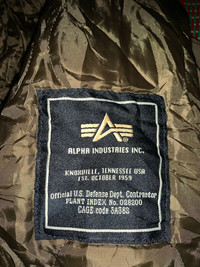 ALPHA INDUSTRIES INC.
KNOXVILLE, TENNESSEE USA
EST. OCTOBER 1959
Official U.S. Defense Dept. Contractor
PLANT INDEX No. 028200
CAGE code 3A383